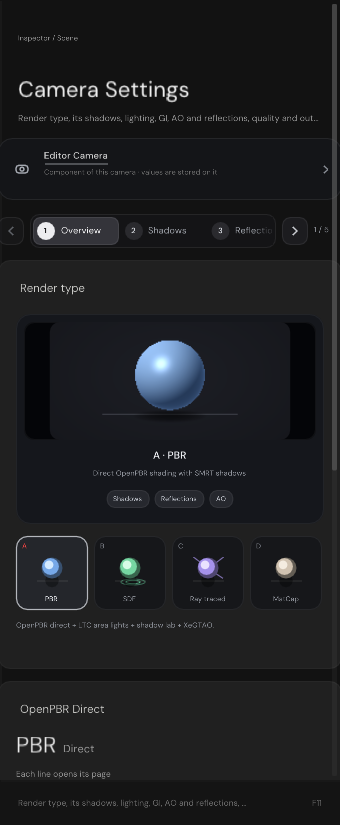 Inspector / Scene
Camera Settings
Render type, its shadows, lighting, GI, AO and reflections, quality and out...
Editor Camera
Component of this camera · values are stored on it
1 Overview 2 Shadows 3 Reflectio 1 / 5
Render type
A · PBR
Direct OpenPBR shading with SMRT shadows
Shadows Reflections AO
A B C D
PBR SDF Ray traced MatCap
OpenPBR direct + LTC area lights + shadow lab + XeGTAO.
OpenPBR Direct
PBR Direct
Each line opens its page
Render type, its shadows, lighting, GI, AO and reflections, ... F11